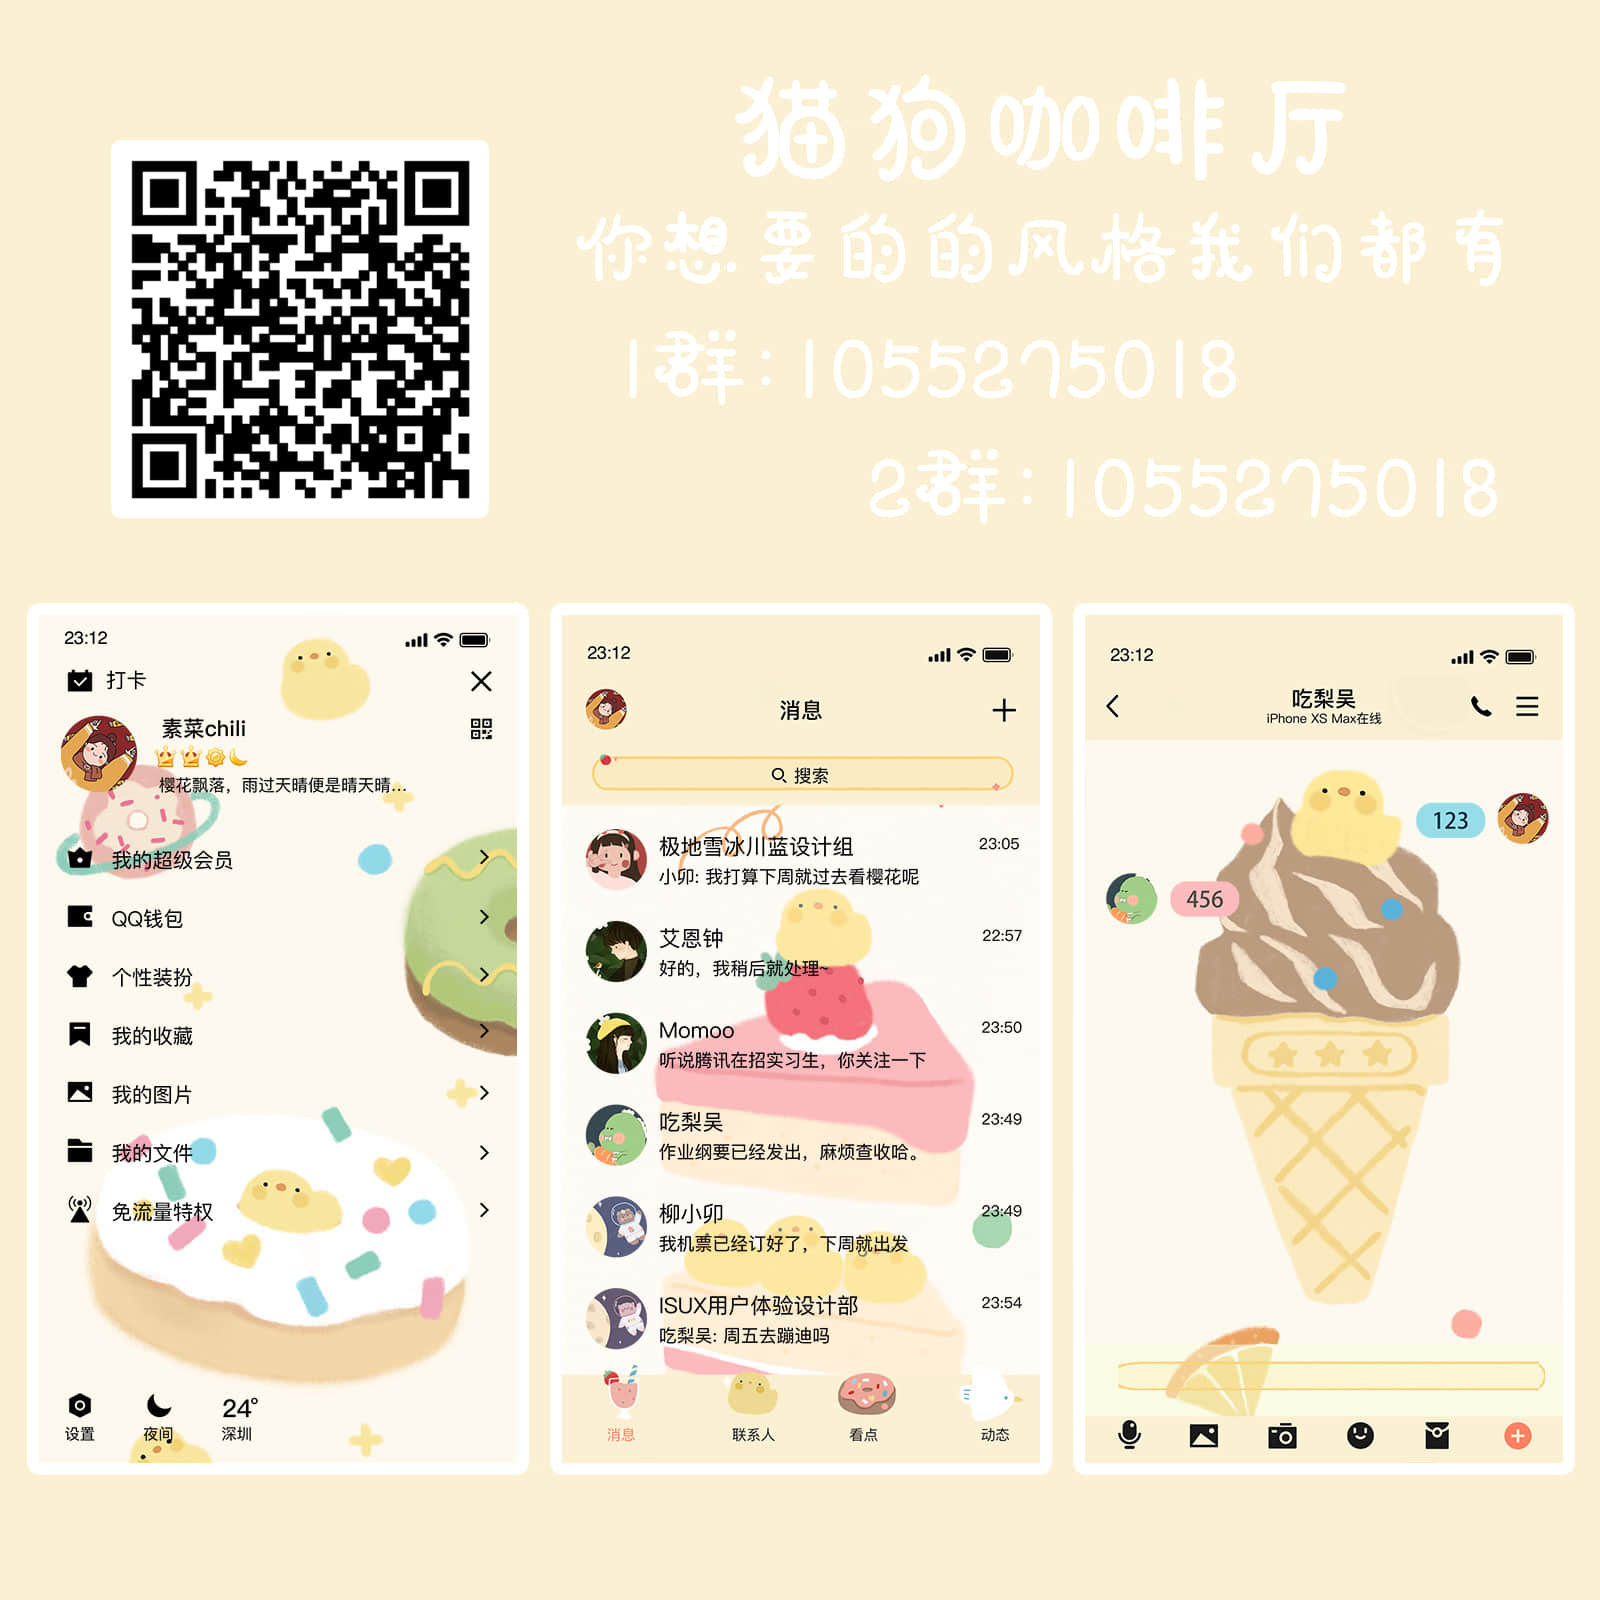 猫狗咖啡厅
你想要的的风格我们都有
1群:1055275018
2群:1055275018
23:12
打卡
素菜chili
樱花飘落，雨过天晴便是晴天晴...
我的超级会员
QQ钱包
个性装扮
我的收藏
我的图片
我的文件
免流量特权
设置
夜间
24°
深圳
23:12
消息
搜索
极地雪冰川蓝设计组
23:05
小卯: 我打算下周就过去看樱花呢
艾恩钟
22:57
好的，我稍后就处理~
Momoo
23:50
听说腾讯在招实习生，你关注一下
吃梨吴
23:49
作业纲要已经发出，麻烦查收哈。
柳小卯
23:49
我机票已经订好了，下周就出发
ISUX用户体验设计部
23:54
吃梨吴: 周五去蹦迪吗
消息
联系人
看点
动态
23:12
吃梨吴
iPhone XS Max在线
123
456